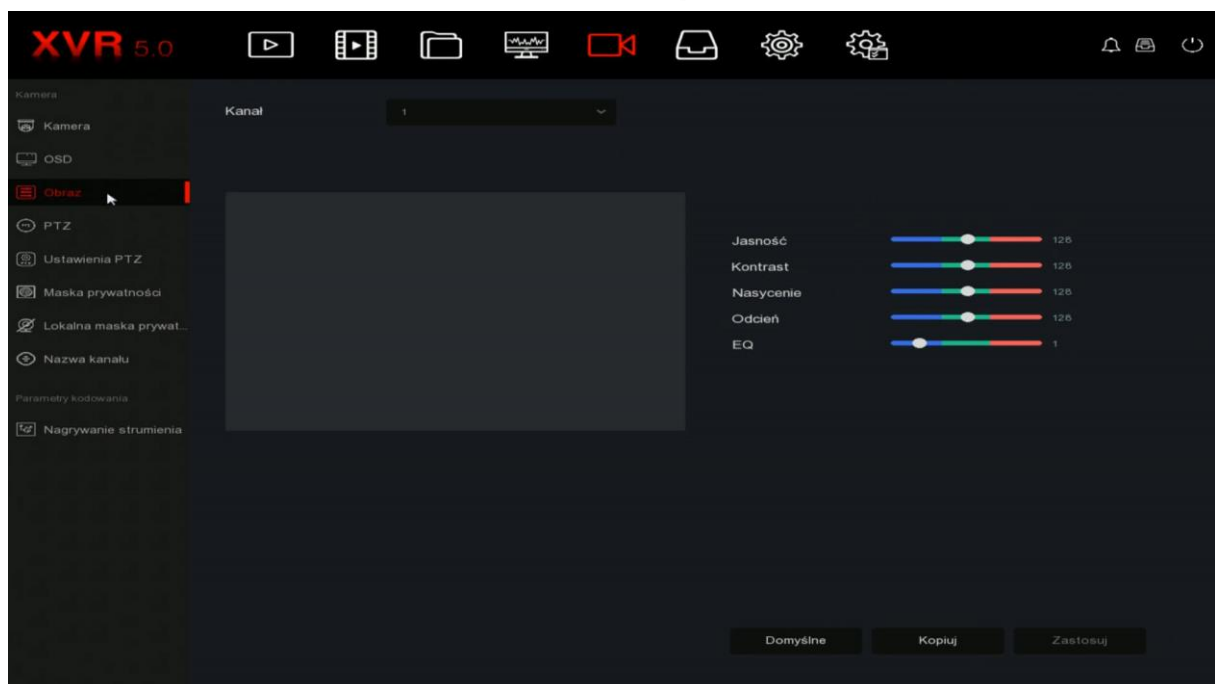 XVR 5.0
Kamera
Kamera
OSD
Obraz
PTZ
Ustawienia PTZ
Maska prywatności
Lokalna maska prywat...
Nazwa kanału
Parametry kodowania
Nagrywanie strumienia
Kanał 1
Jasność 128
Kontrast 128
Nasycenie 128
Odcień 128
EQ 1
Domyślne Kopiuj Zastosuj